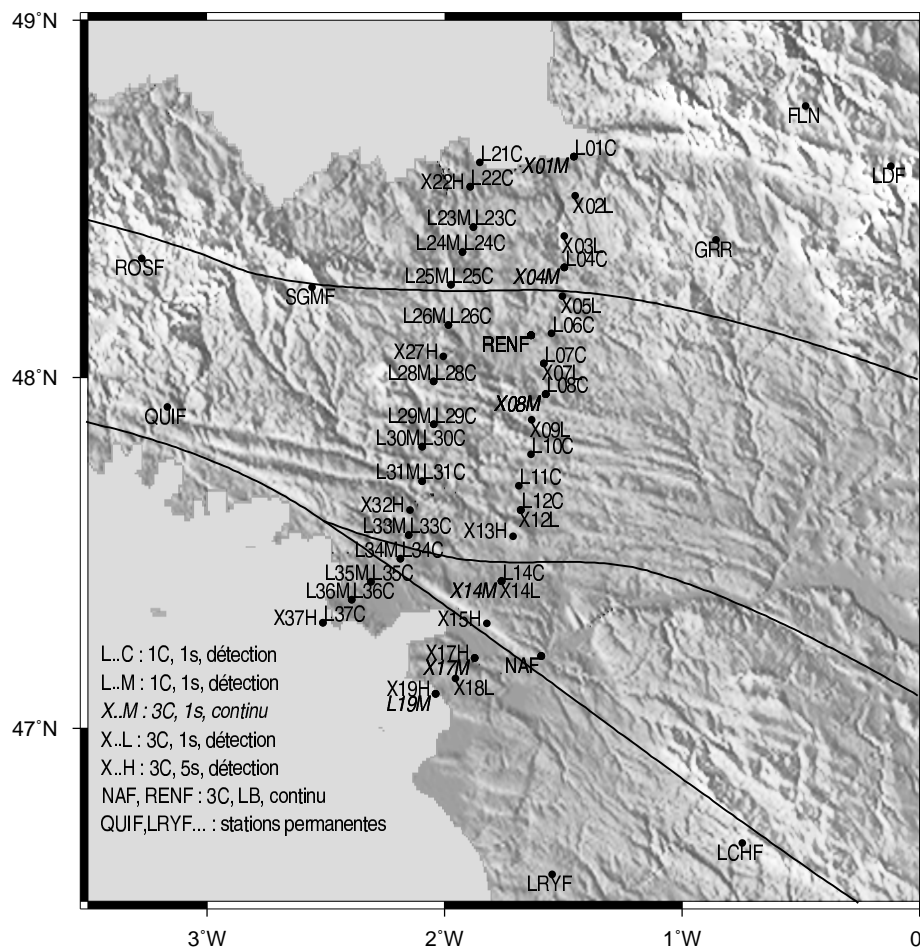 49°N
FLN
L21C
L01C
X01M
LDF
X22H
L22C
X02L
L23M
L23C
L24M
L24C
X03L
GRR
L04C
ROSF
X04M
L25M
L25C
SGMF
X05L
L26M
L26C
L06C
RENF
X27H
L07C
48°N
L28M
L28C
X07L
L08C
X08M
QUIF
L29M
L29C
X09L
L30M
L30C
L10C
L31M
L31C
L11C
X32H
L12C
X12L
L33M
L33C
X13H
L34M
L34C
L35M
L35C
L14C
L36M
L36C
X14M
X14L
X37H
L37C
X15H
L..C : 1C, 1s, détection
X17H
X17M
NAF
L..M : 1C, 1s, détection
X19H
X18L
L19M
X..M : 3C, 1s, continu
47°N
X..L : 3C, 1s, détection
X..H : 3C, 5s, détection
NAF, RENF : 3C, LB, continu
QUIF,LRYF... : stations permanentes
LCHF
LRYF
3°W
2°W
1°W
0